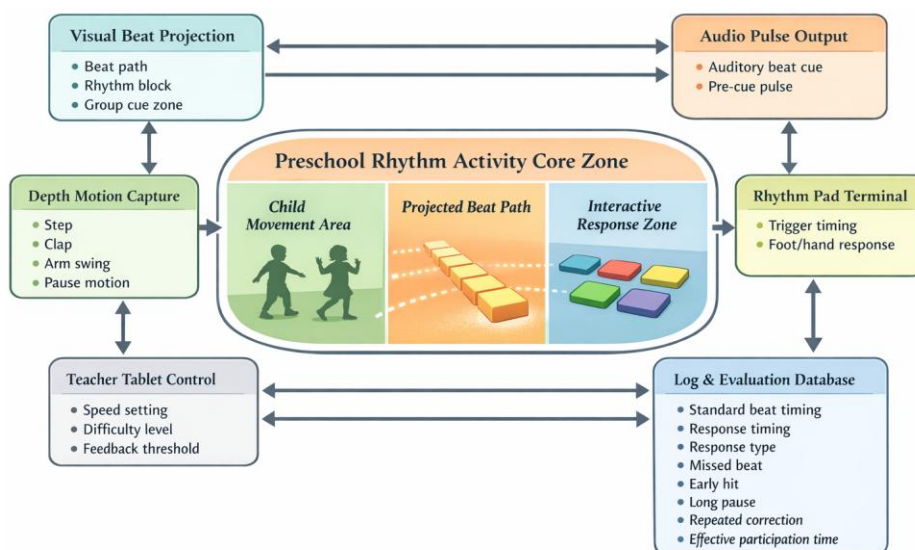 Visual Beat Projection
• Beat path
• Rhythm block
• Group cue zone
Audio Pulse Output
• Auditory beat cue
• Pre-cue pulse
Preschool Rhythm Activity Core Zone
Child
Movement Area
Projected Beat Path
Interactive
Response Zone
Depth Motion Capture
• Step
• Clap
• Arm swing
• Pause motion
Rhythm Pad Terminal
• Trigger timing
• Foot/hand response
Teacher Tablet Control
• Speed setting
• Difficulty level
• Feedback threshold
Log & Evaluation Database
• Standard beat timing
• Response timing
• Response type
• Missed beat
• Early hit
• Long pause
• Repeated correction
• Effective participation time